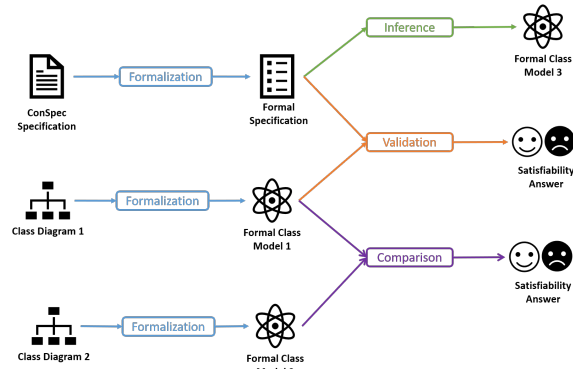 Inference
Formal Class
Model 3
Formalization
ConSpec
Specification
Formal
Specification
Validation
Satisfiability
Answer
Formalization
Class Diagram 1
Formal Class
Model 1
Comparison
Satisfiability
Answer
Formalization
Class Diagram 2
Formal Class